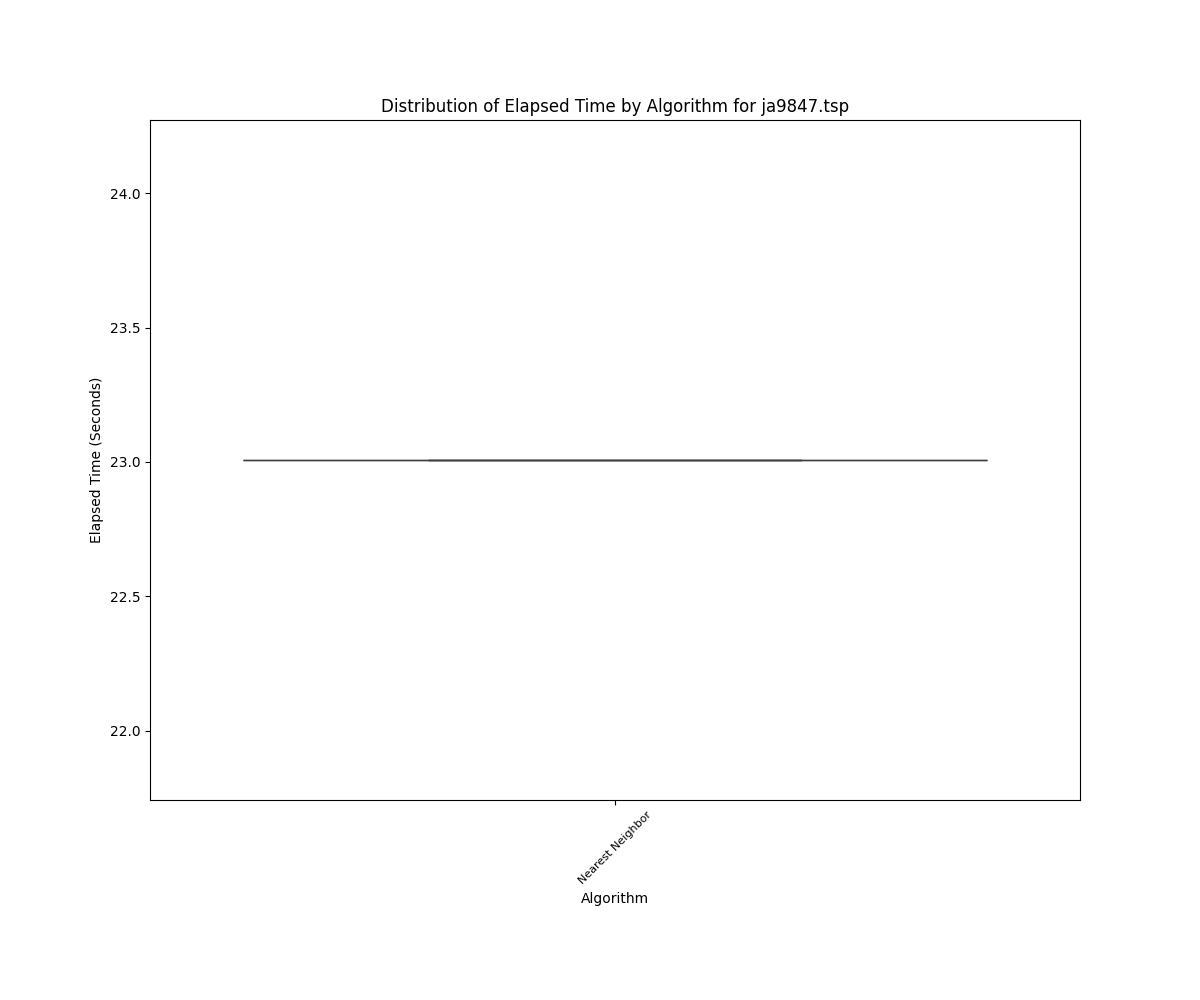 Distribution of Elapsed Time by Algorithm for ja9847.tsp
24.0
23.5
23.0
22.5
22.0
Elapsed Time (Seconds)
Nearest Neighbor
Algorithm